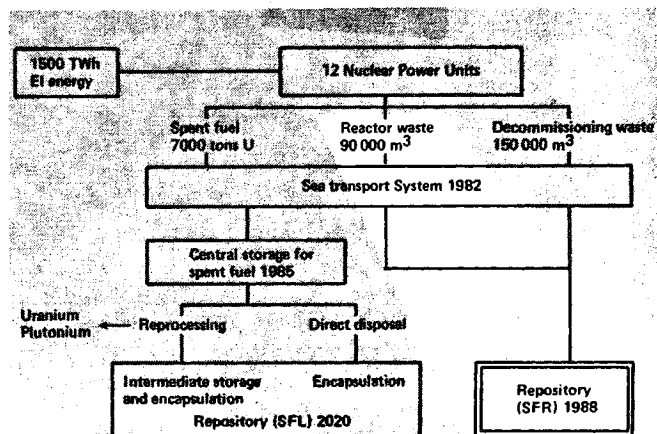 1500 TWh
El energy
12 Nuclear Power Units
Spent fuel
7000 tons U
Reactor waste
90 000 m³
Decommissioning waste
150 000 m³
Sea transport System 1982
Central storage for
spent fuel 1985
Uranium
Plutonium
Reprocessing
Direct disposal
Intermediate storage
and encapsulation
Encapsulation
Repository (SFL) 2020
Repository
(SFR) 1988